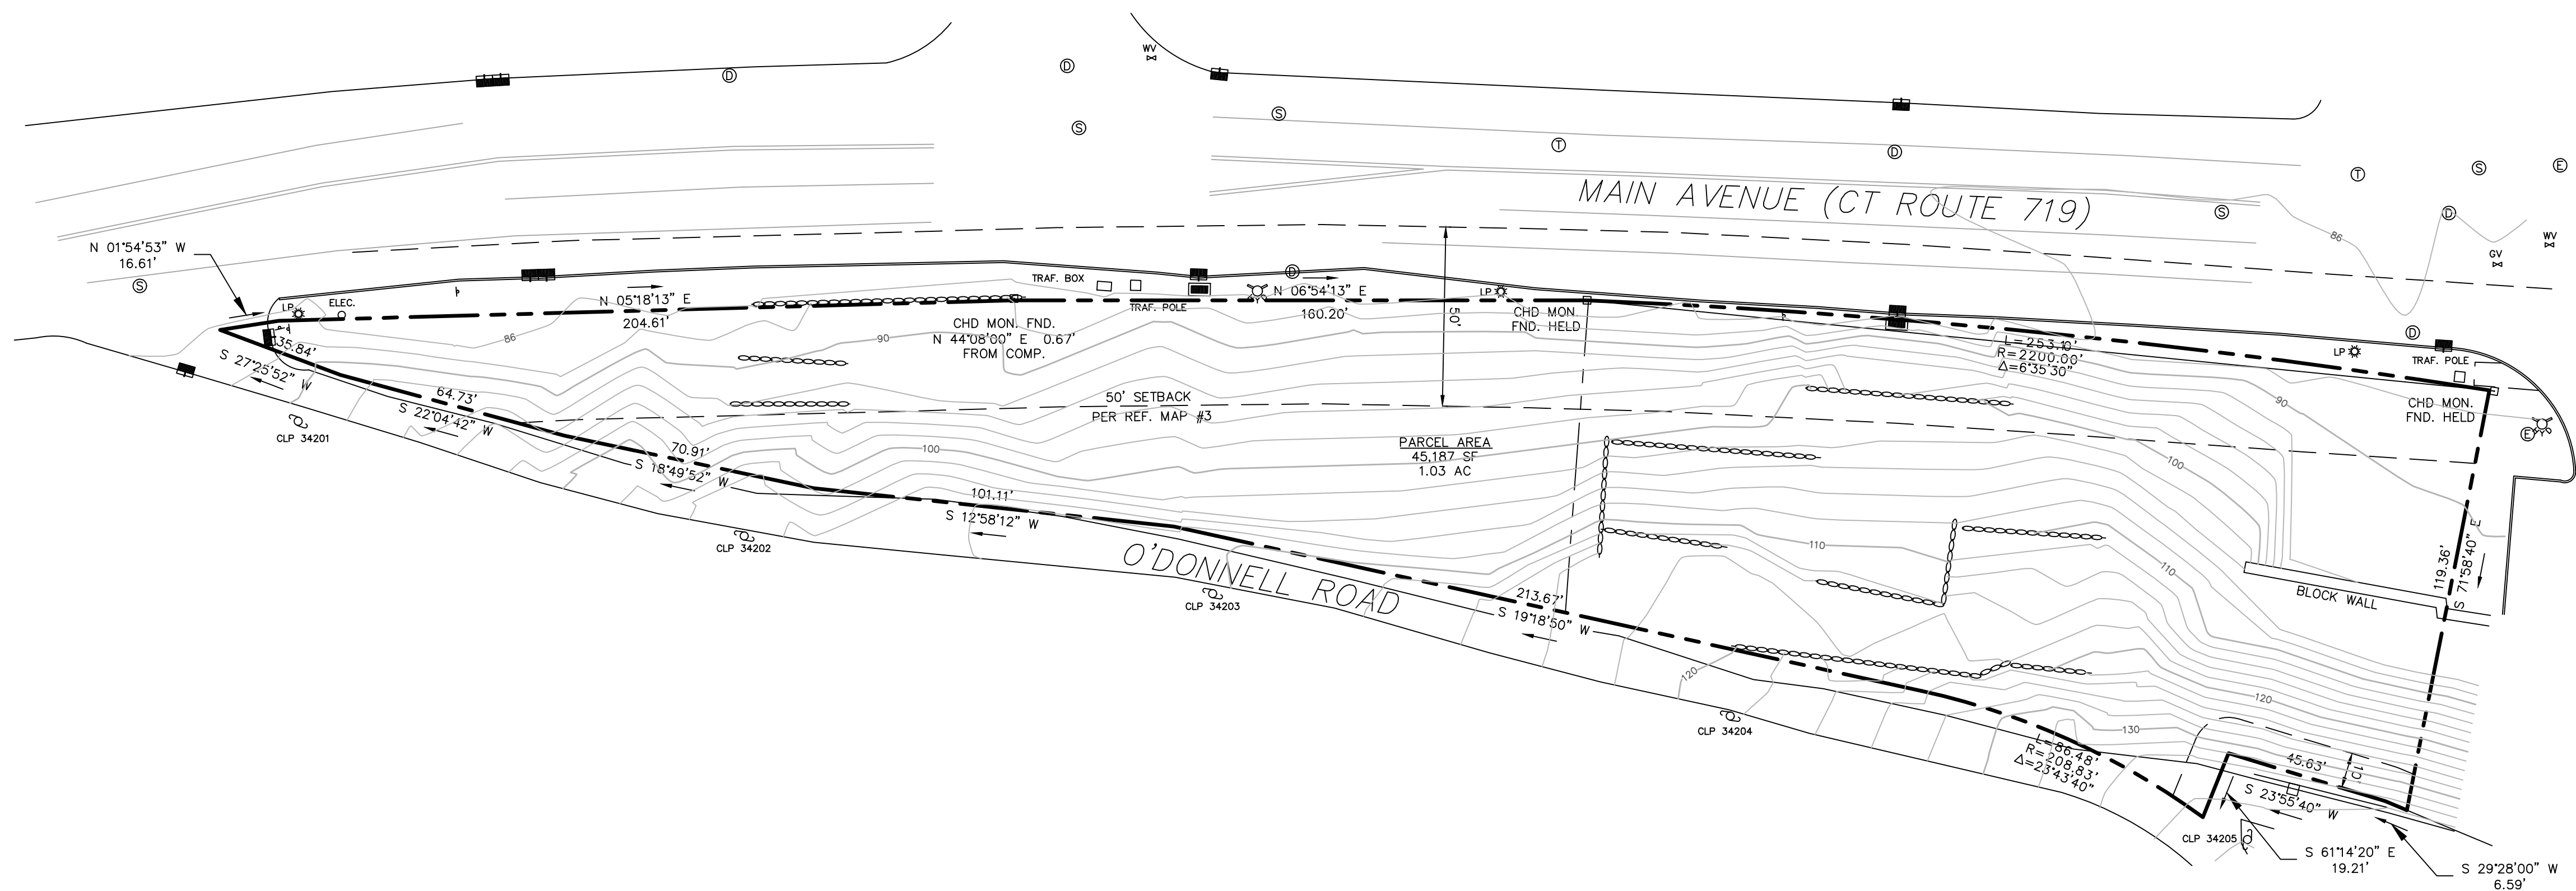 WV
MAIN AVENUE (CT ROUTE 719)
D
D
S
S
T
D
T
S
E
S
D
WV
GV
86
N 01°54'53" W
16.61'
S
LP
ELEC.
N 05°18'13" E
204.61'
86
TRAF. BOX
TRAF. POLE
D
N 06°54'13" E
160.20'
LP
50'
CHD MON.
FND. HELD
CHD MON. FND.
N 44°08'00" E 0.67'
FROM COMP.
90
L=253.10'
R=2200.00'
Δ=6°35'30"
D
LP
TRAF. POLE
CHD MON.
FND. HELD
E
90
35.84'
S 27°25'52" W
64.73'
S 22°04'42" W
CLP 34201
50' SETBACK
PER REF. MAP #3
PARCEL AREA
45,187 SF
1.03 AC
100
100
70.91'
S 18°49'52" W
101.11'
S 12°58'12" W
CLP 34202
O'DONNELL ROAD
CLP 34203
110
110
119.36'
S 71°58'40" E
BLOCK WALL
213.67'
S 19°18'50" W
120
120
CLP 34204
130
L=86.48'
R=208.83'
Δ=23°43'40"
45.63'
10'
S 23°55'40" W
CLP 34205
S 61°14'20" E
19.21'
S 29°28'00" W
6.59'